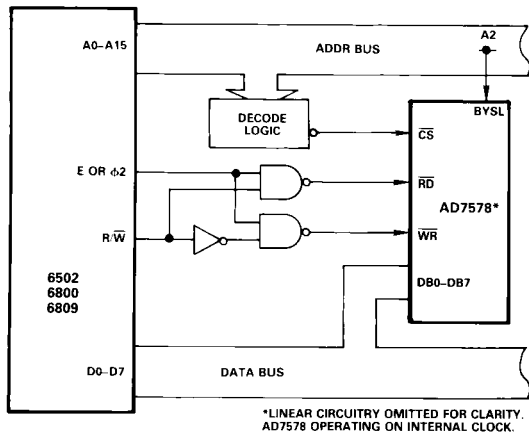 A0–A15
ADDR BUS
A2
DECODE
LOGIC
BYSL
CS
E OR ϕ2
RD
AD7578*
R/W
WR
6502
6800
6809
DB0–DB7
D0–D7
DATA BUS
*LINEAR CIRCUITRY OMITTED FOR CLARITY.
AD7578 OPERATING ON INTERNAL CLOCK.